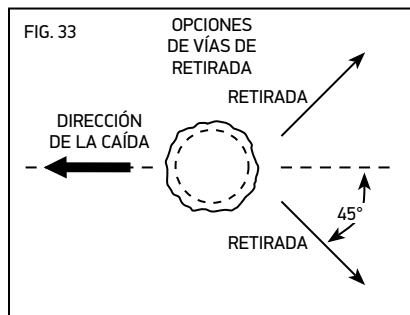 FIG. 33
OPCIONES
DE VÍAS DE
RETIRADA
RETIRADA
DIRECCIÓN
DE LA CAÍDA
45°
RETIRADA